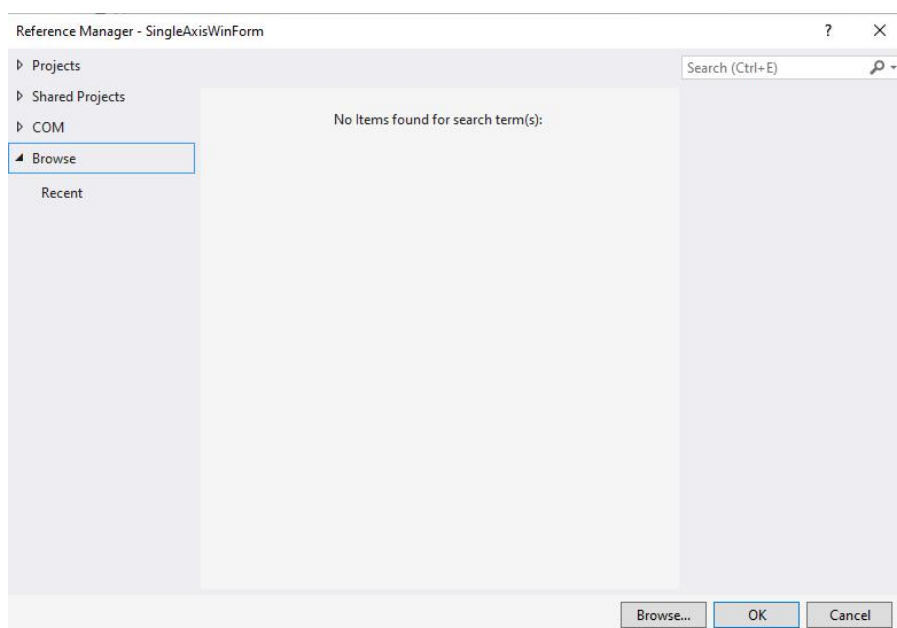 Reference Manager - SingleAxisWinForm
?
Search (Ctrl+E)
Projects
Shared Projects
COM
Browse
Recent
No Items found for search term(s):
Browse...
OK
Cancel